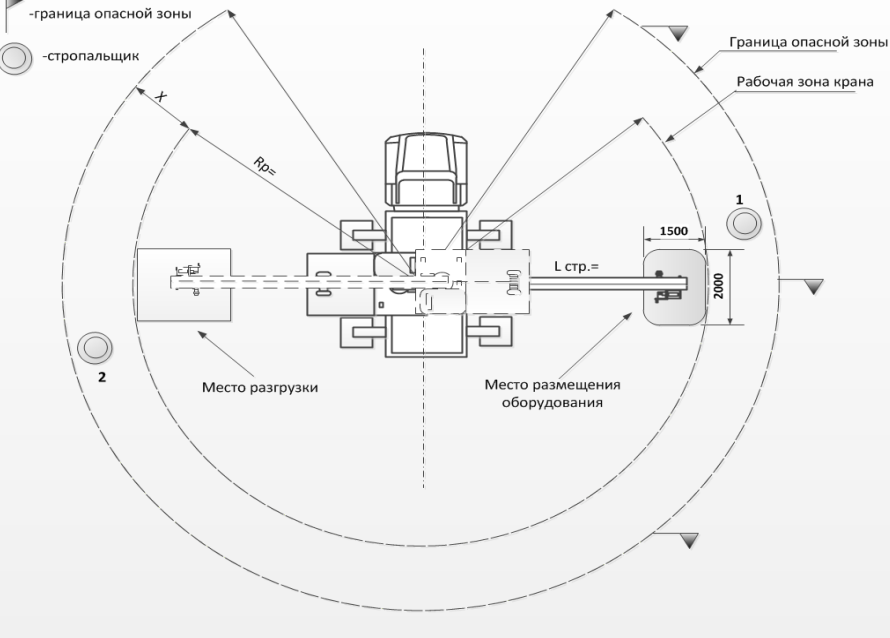 -граница опасной зоны
-стропальщик
Граница опасной зоны
Рабочая зона крана
X
Rp=
1
1500
L стр.=
2000
2
Место разгрузки
Место размещения
оборудования